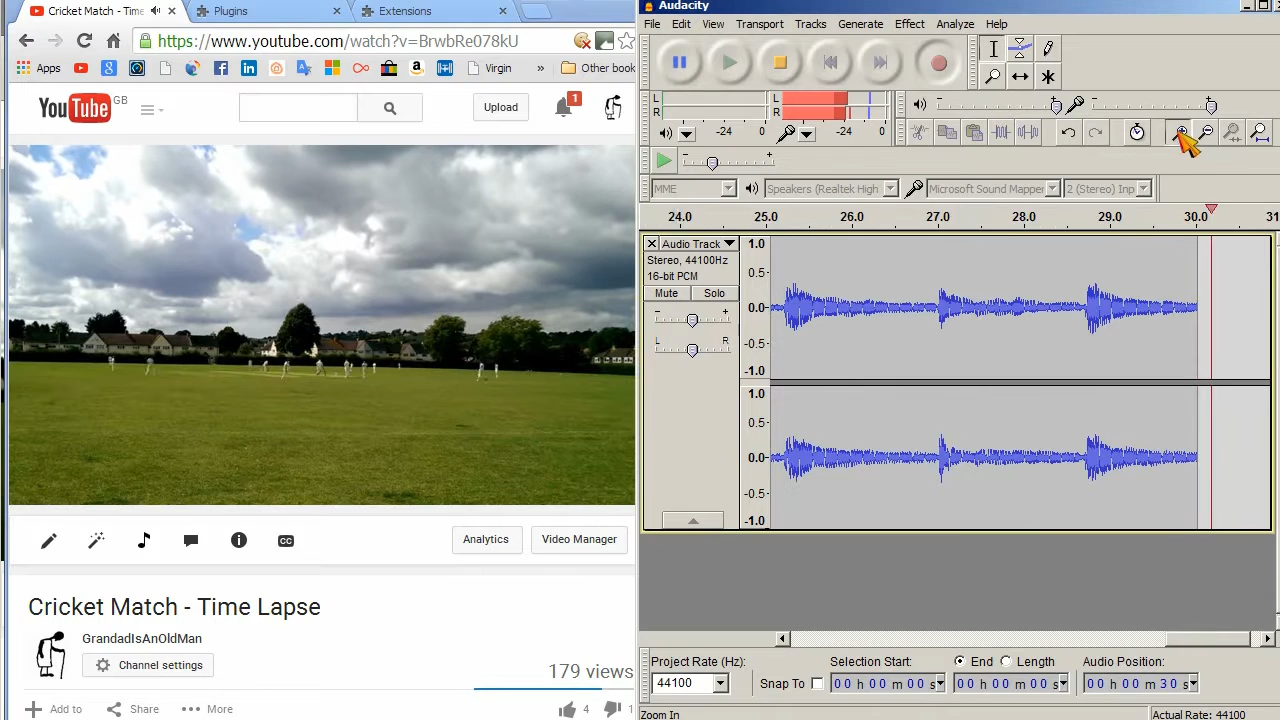 Cricket Match - Time
Plugins
Extensions
https://www.youtube.com/watch?v=BrwbRe078kU
Apps
Virgin
»
Other book
YouTube GB
Upload
1
CC
Analytics
Video Manager
Cricket Match - Time Lapse
GrandadIsAnOldMan
Channel settings
179 views
Add to
Share
More
4
1
Audacity
File Edit View Transport Tracks Generate Effect Analyze Help
L
R
-24 0
L
R
-24 0
MME
Speakers (Realtek High
Microsoft Sound Mapper
2 (Stereo) Inp
24.0 25.0 26.0 27.0 28.0 29.0 30.0 31
Audio Track
Stereo, 44100Hz
16-bit PCM
Mute Solo
- +
L R
1.0
0.5
0.0
-0.5
-1.0
1.0
0.5
0.0
-0.5
-1.0
Project Rate (Hz):
44100
Snap To
Selection Start:
00 h 00 m 00 s
End Length
00 h 00 m 00 s
Audio Position:
00 h 00 m 30 s
Zoom In
Actual Rate: 44100